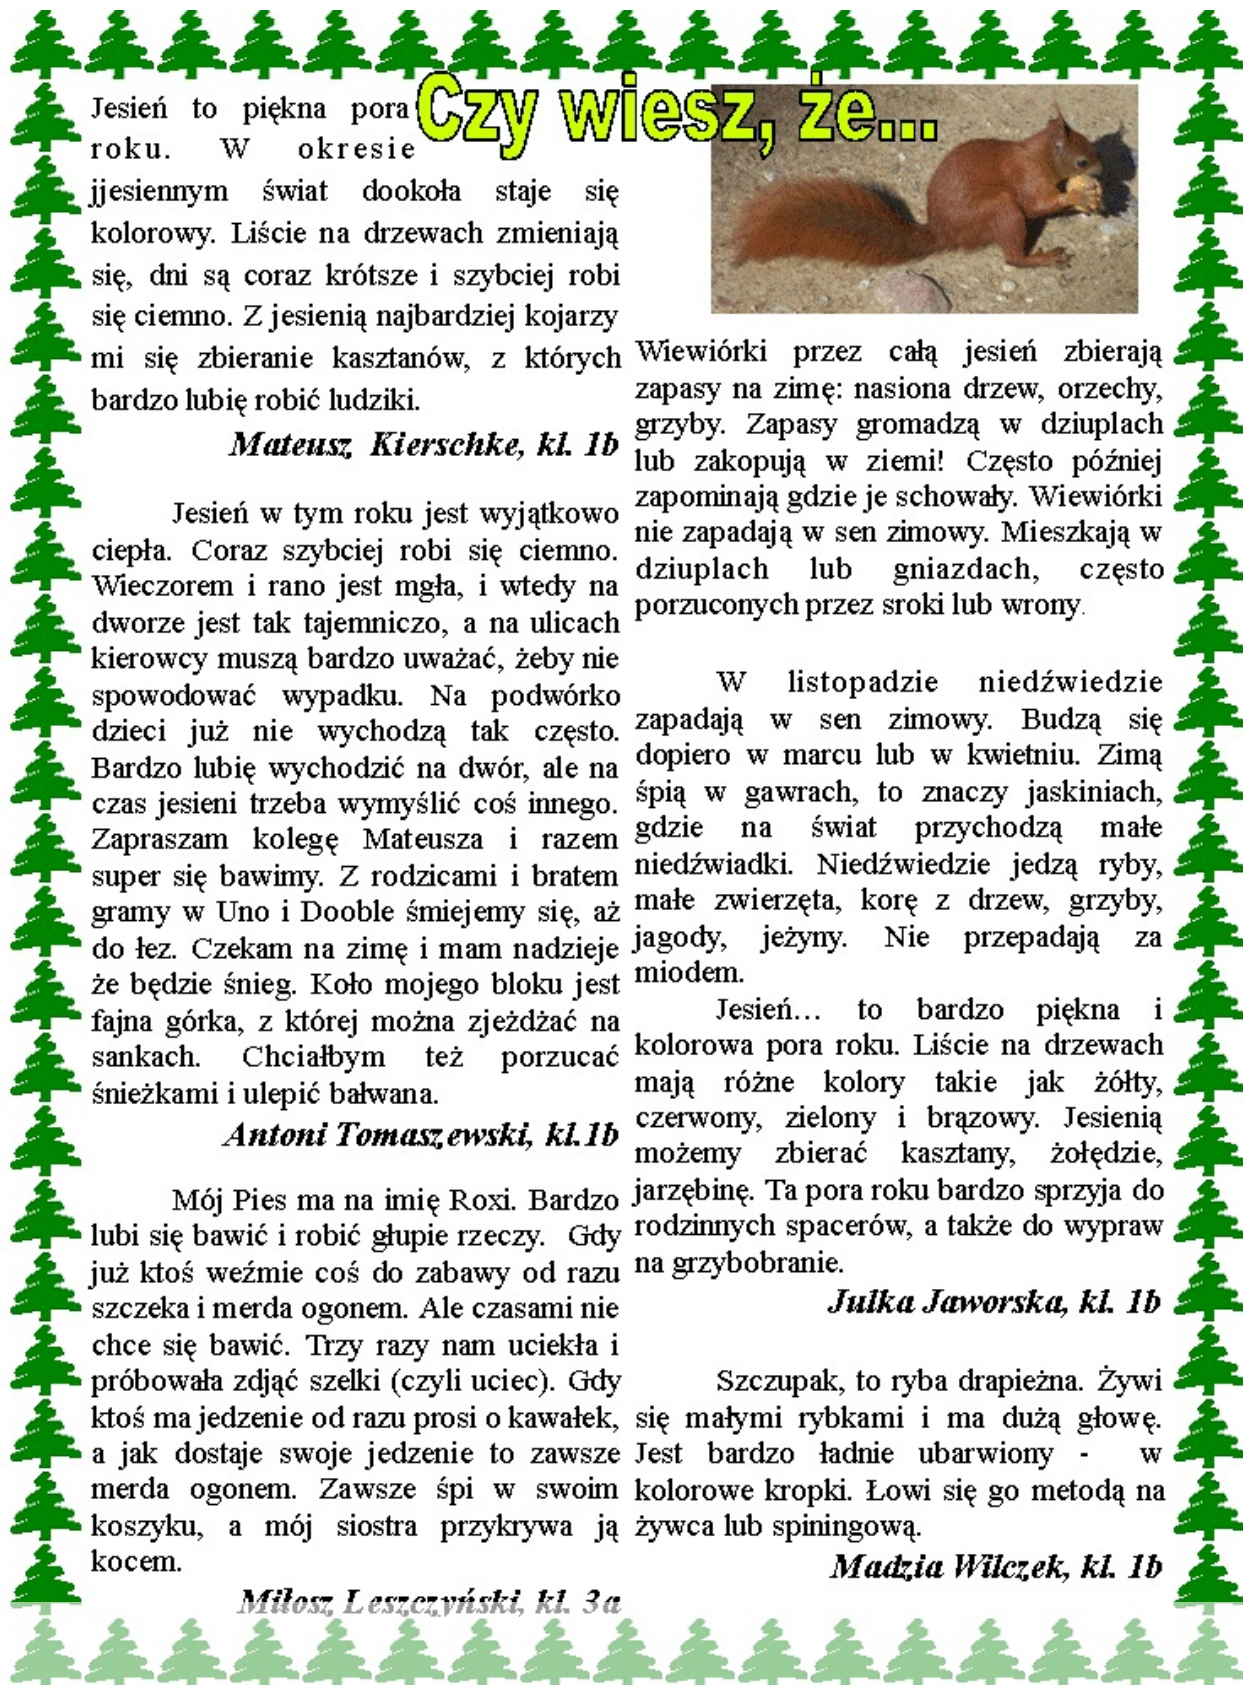 Czy wiesz, że...
Jesień to piękna pora
roku. W okresie
jjesiennym świat dookoła staje się
kolorowy. Liście na drzewach zmieniają
się, dni są coraz krótsze i szybciej robi
się ciemno. Z jesienią najbardziej kojarzy
mi się zbieranie kasztanów, z których
bardzo lubię robić ludziki.
Mateusz Kierschke, kl. 1b
Jesień w tym roku jest wyjątkowo
ciepła. Coraz szybciej robi się ciemno.
Wieczorem i rano jest mgła, i wtedy na
dworze jest tak tajemniczo, a na ulicach
kierowcy muszą bardzo uważać, żeby nie
spowodować wypadku. Na podwórko
dzieci już nie wychodzą tak często.
Bardzo lubię wychodzić na dwór, ale na
czas jesieni trzeba wymyślić coś innego.
Zapraszam kolegę Mateusza i razem
super się bawimy. Z rodzicami i bratem
gramy w Uno i Dooble śmiejemy się, aż
do łez. Czekam na zimę i mam nadzieje
że będzie śnieg. Koło mojego bloku jest
fajna górka, z której można zjeżdżać na
sankach. Chciałbym też porzucać
śnieżkami i ulepić bałwana.
Antoni Tomaszewski, kl.1b
Mój Pies ma na imię Roxi. Bardzo
lubi się bawić i robić głupie rzeczy. Gdy
już ktoś weźmie coś do zabawy od razu
szczeka i merda ogonem. Ale czasami nie
chce się bawić. Trzy razy nam uciekła i
próbowała zdjąć szelki (czyli uciec). Gdy
ktoś ma jedzenie od razu prosi o kawałek,
a jak dostaje swoje jedzenie to zawsze
merda ogonem. Zawsze śpi w swoim
koszyku, a mój siostra przykrywa ją
kocem.
Miłosz Leszczyński, kl. 3a
Wiewiórki przez całą jesień zbierają
zapasy na zimę: nasiona drzew, orzechy,
grzyby. Zapasy gromadzą w dziuplach
lub zakopują w ziemi! Często później
zapominają gdzie je schowały. Wiewiórki
nie zapadają w sen zimowy. Mieszkają w
dziuplach lub gniazdach, często
porzuconych przez sroki lub wrony.
W listopadzie niedźwiedzie
zapadają w sen zimowy. Budzą się
dopiero w marcu lub w kwietniu. Zimą
śpią w gawrach, to znaczy jaskiniach,
gdzie na świat przychodzą małe
niedźwiadki. Niedźwiedzie jedzą ryby,
małe zwierzęta, korę z drzew, grzyby,
jagody, jeżyny. Nie przepadają za
miodem.
Jesień… to bardzo piękna i
kolorowa pora roku. Liście na drzewach
mają różne kolory takie jak żółty,
czerwony, zielony i brązowy. Jesienią
możemy zbierać kasztany, żołędzie,
jarzębinę. Ta pora roku bardzo sprzyja do
rodzinnych spacerów, a także do wypraw
na grzybobranie.
Julka Jaworska, kl. 1b
Szczupak, to ryba drapieżna. Żywi
się małymi rybkami i ma dużą głowę.
Jest bardzo ładnie ubarwiony - w
kolorowe kropki. Łowi się go metodą na
żywca lub spiningową.
Madzia Wilczek, kl. 1b